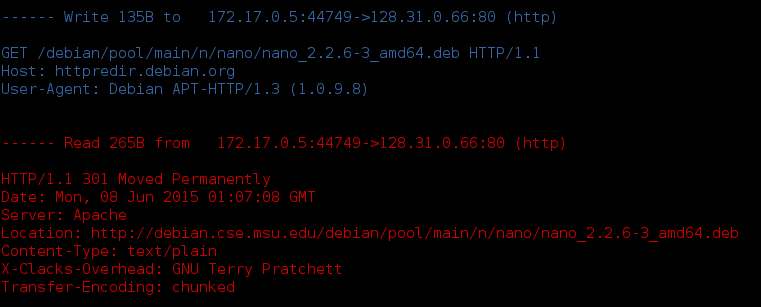 ------ Write 135B to   172.17.0.5:44749->128.31.0.66:80 (http)
GET /debian/pool/main/n/nano/nano_2.2.6-3_amd64.deb HTTP/1.1
Host: httpredir.debian.org
User-Agent: Debian APT-HTTP/1.3 (1.0.9.8)
------ Read 265B from   172.17.0.5:44749->128.31.0.66:80 (http)
HTTP/1.1 301 Moved Permanently
Date: Mon, 08 Jun 2015 01:07:08 GMT
Server: Apache
Location: http://debian.cse.msu.edu/debian/pool/main/n/nano/nano_2.2.6-3_amd64.deb
Content-Type: text/plain
X-Clacks-Overhead: GNU Terry Pratchett
Transfer-Encoding: chunked